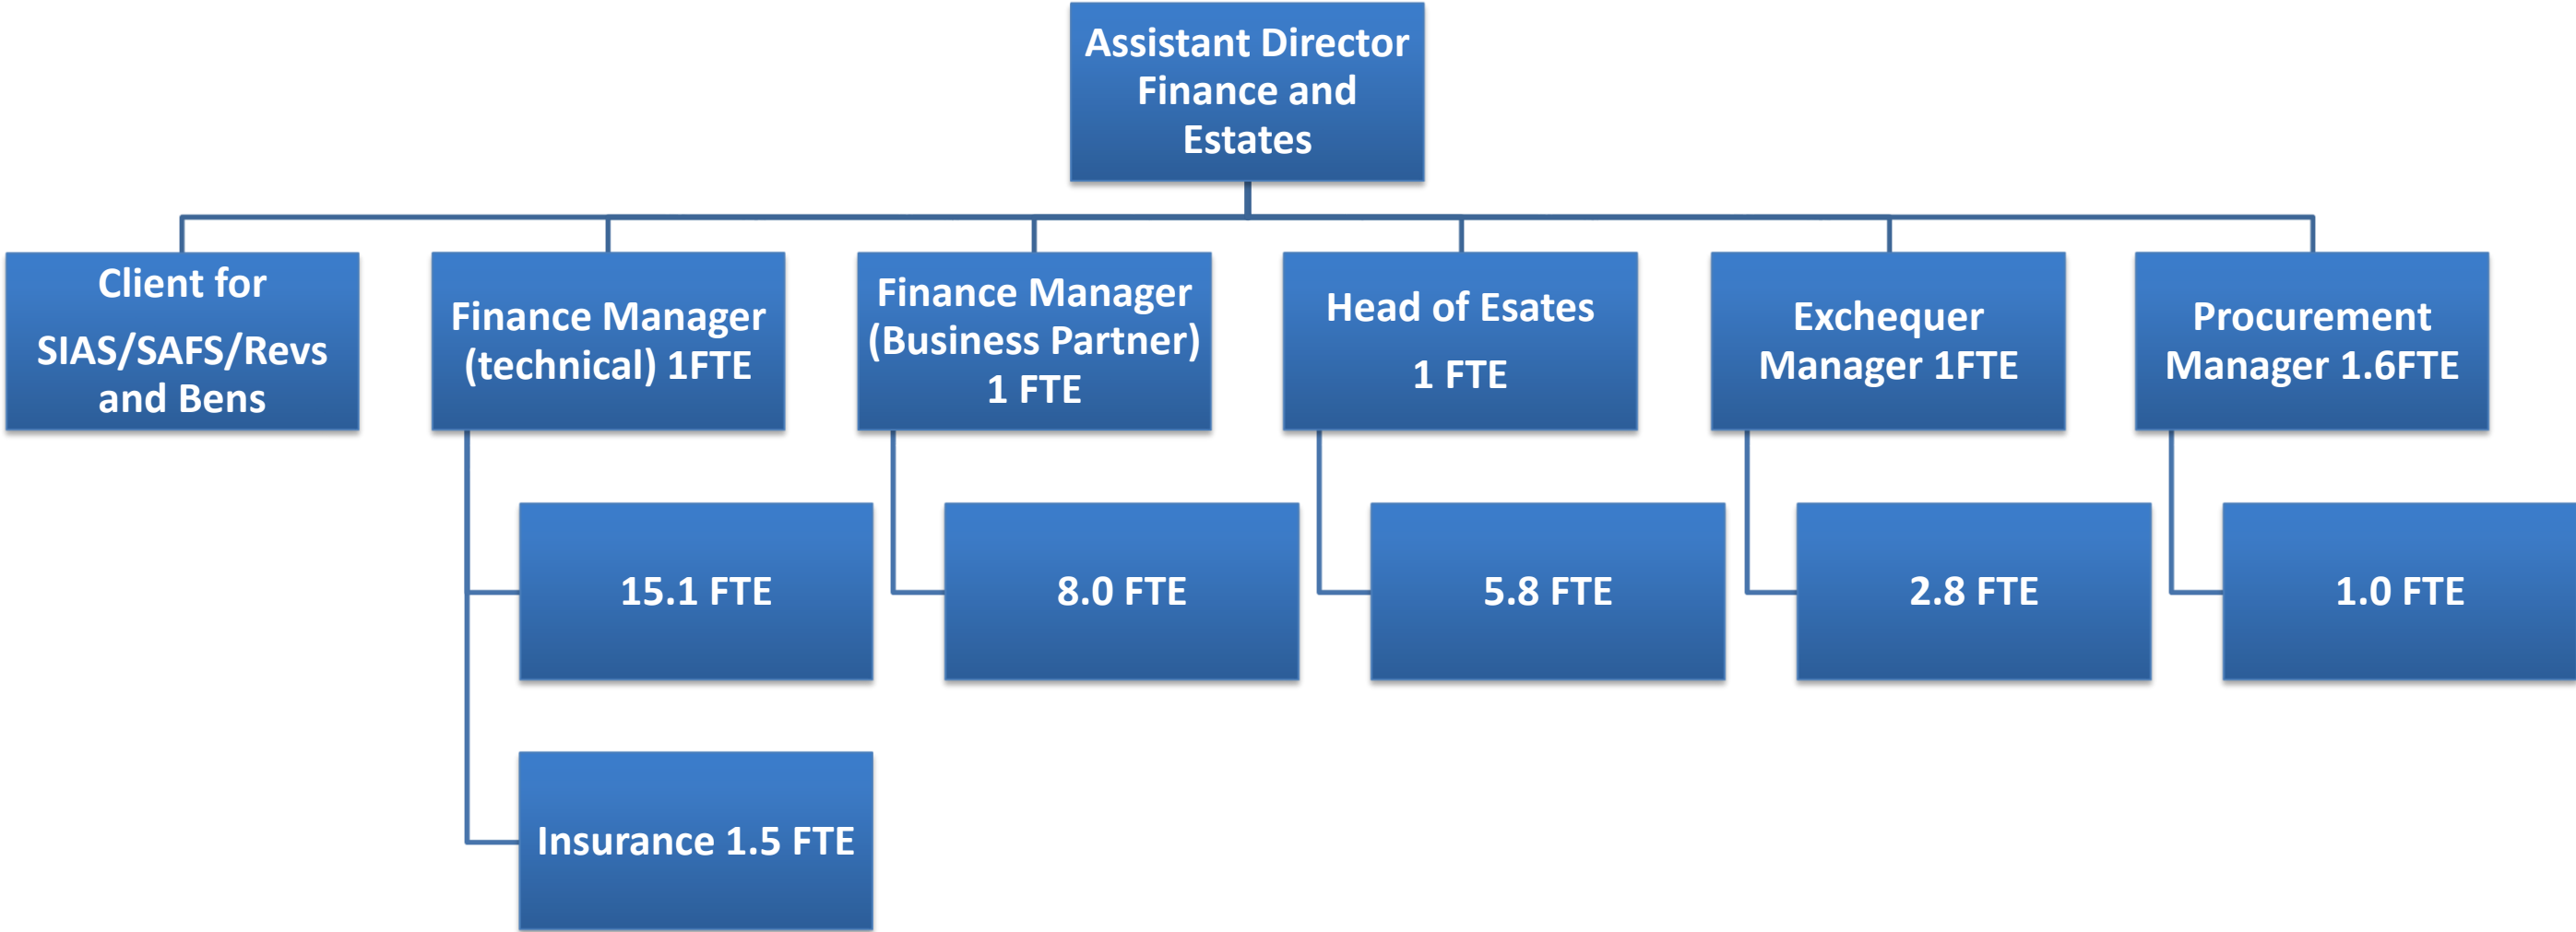 Assistant Director
Finance and
Estates
Client for
SIAS/SAFS/Revs
and Bens
Finance Manager
(technical) 1FTE
Finance Manager
(Business Partner)
1 FTE
Head of Esates
1 FTE
Exchequer
Manager 1FTE
Procurement
Manager 1.6FTE
15.1 FTE
8.0 FTE
5.8 FTE
2.8 FTE
1.0 FTE
Insurance 1.5 FTE